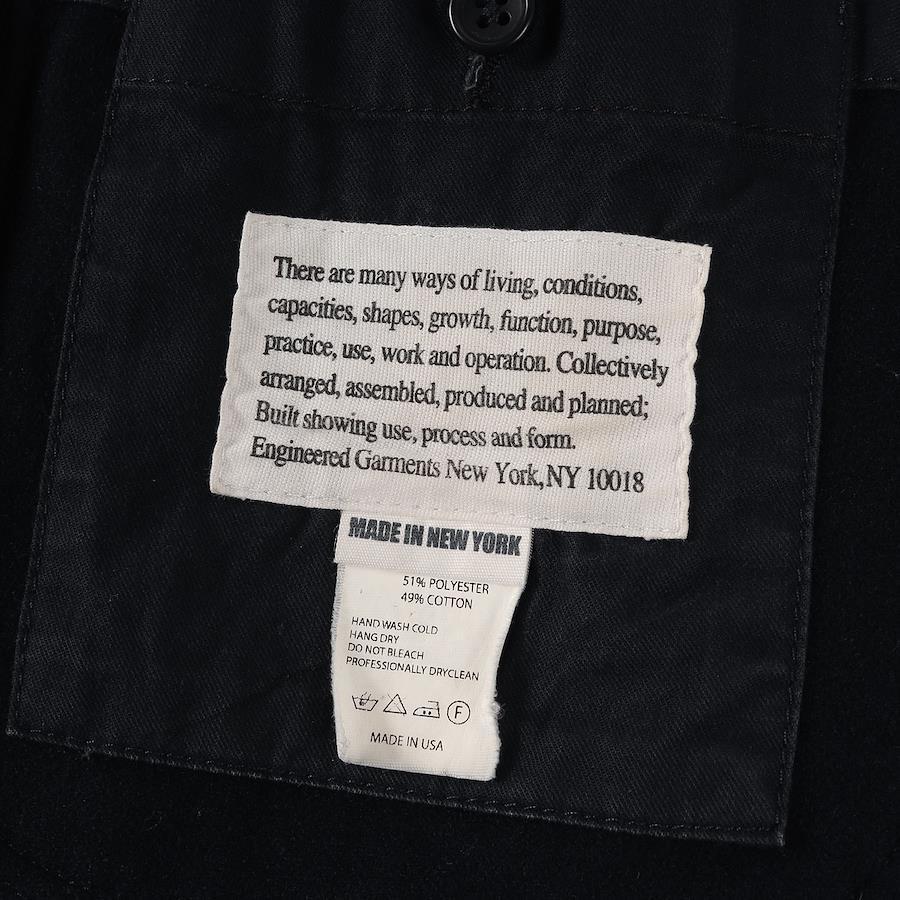 There are many ways of living, conditions,
capacities, shapes, growth, function, purpose,
practice, use, work and operation. Collectively
arranged, assembled, produced and planned;
Built showing use, process and form.
Engineered Garments New York,NY 10018
MADE IN NEW YORK
51% POLYESTER
49% COTTON
HAND WASH COLD
HANG DRY
DO NOT BLEACH
PROFESSIONALLY DRYCLEAN
F
MADE IN USA